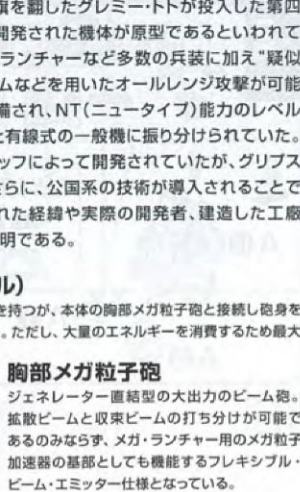 旗を翻したグレミー・トトが投入した第四
開発された機体が原型であるといわれて
ランチャーなど多数の兵装に加え"疑似
ムなどを用いたオールレンジ攻撃が可能
備され、NT(ニュータイプ)能力のレベル
と有線式の一般機に振り分けられていた。
ッフによって開発されていたが、グリプス
さらに、公国系の技術が導入されることで
れた経緯や実際の開発者、建造した工廠
明である。
ル)
を持つが、本体の胸部メガ粒子砲と接続し砲身を
。ただし、大量のエネルギーを消費するため最大
胸部メガ粒子砲
ジェネレーター直結型の大出力のビーム砲。
拡散ビームと収束ビームの打ち分けが可能で
あるのみならず、メガ・ランチャー用のメガ粒子
加速器の基部としても機能するフレキシブル・
ビーム・エミッター仕様となっている。